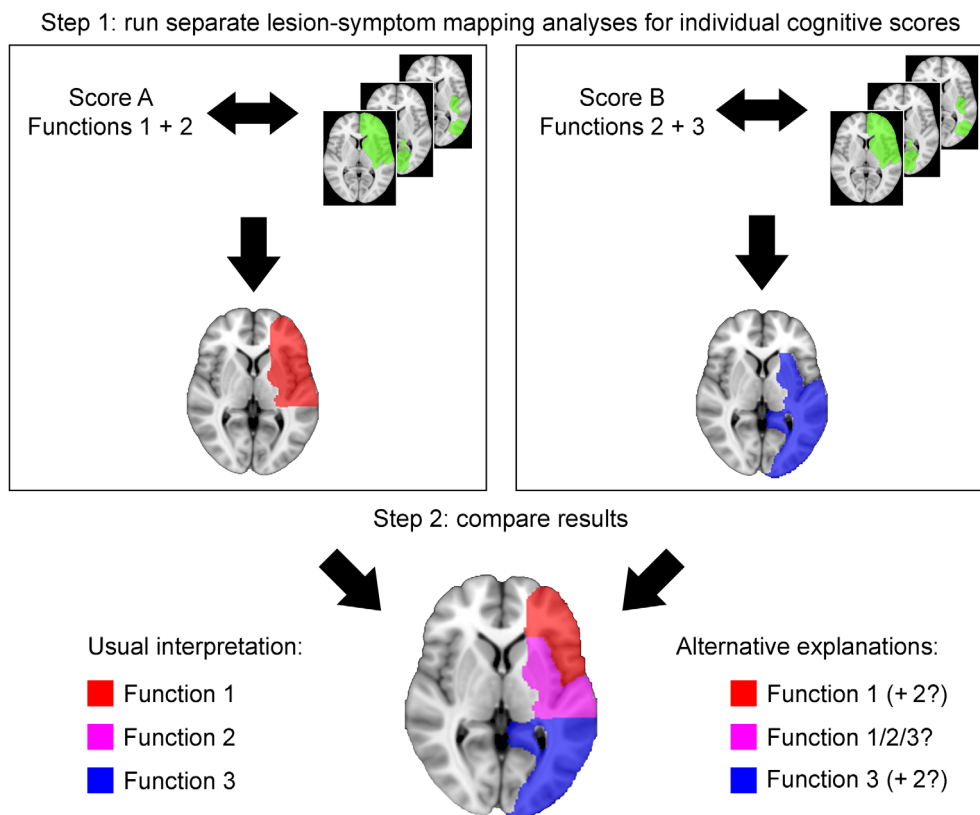 Step 1: run separate lesion-symptom mapping analyses for individual cognitive scores
Score A
Functions 1 + 2
Score B
Functions 2 + 3
Step 2: compare results
Usual interpretation:
Function 1
Function 2
Function 3
Alternative explanations:
Function 1 (+ 2?)
Function 1/2/3?
Function 3 (+ 2?)